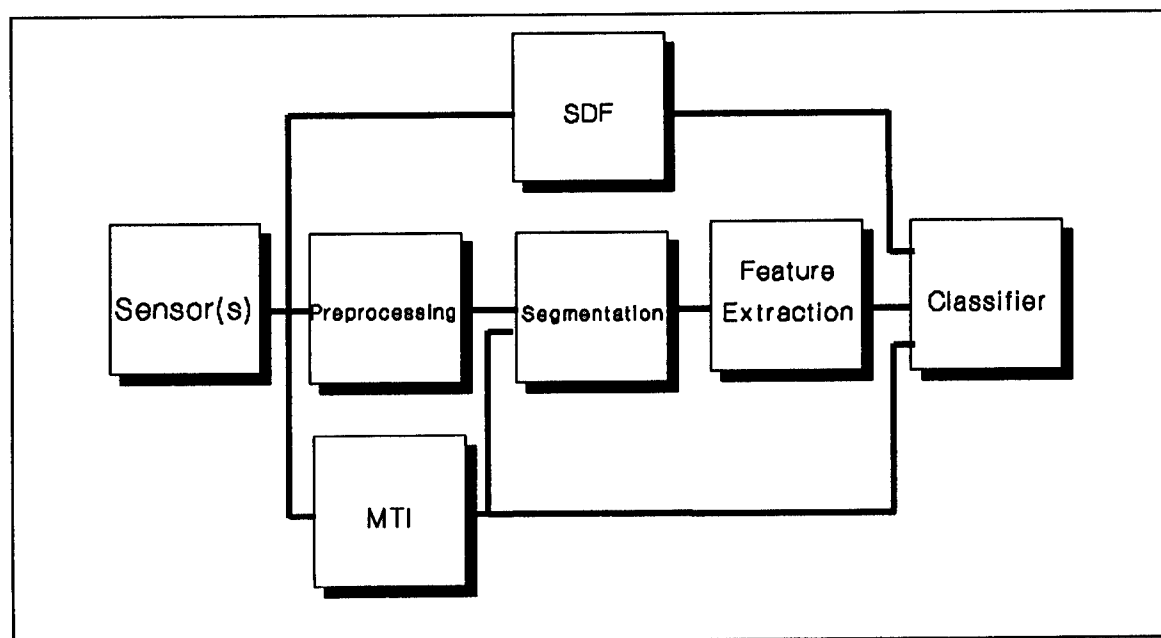 SDF
Sensor(s)
Preprocessing
Segmentation
Feature
Extraction
Classifier
MTI